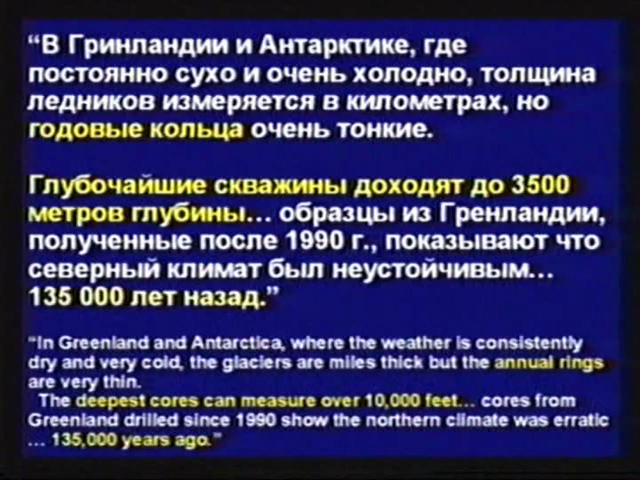 “В Гринландии и Антарктике, где
постоянно сухо и очень холодно, толщина
ледников измеряется в километрах, но
годовые кольца очень тонкие.
Глубочайшие скважины доходят до 3500
метров глубины… образцы из Гренландии,
полученные после 1990 г., показывают что
северный климат был неустойчивым…
135 000 лет назад.”
“In Greenland and Antarctica, where the weather is consistently
dry and very cold, the glaciers are miles thick but the annual rings
are very thin.
The deepest cores can measure over 10,000 feet… cores from
Greenland drilled since 1990 show the northern climate was erratic
… 135,000 years ago.”